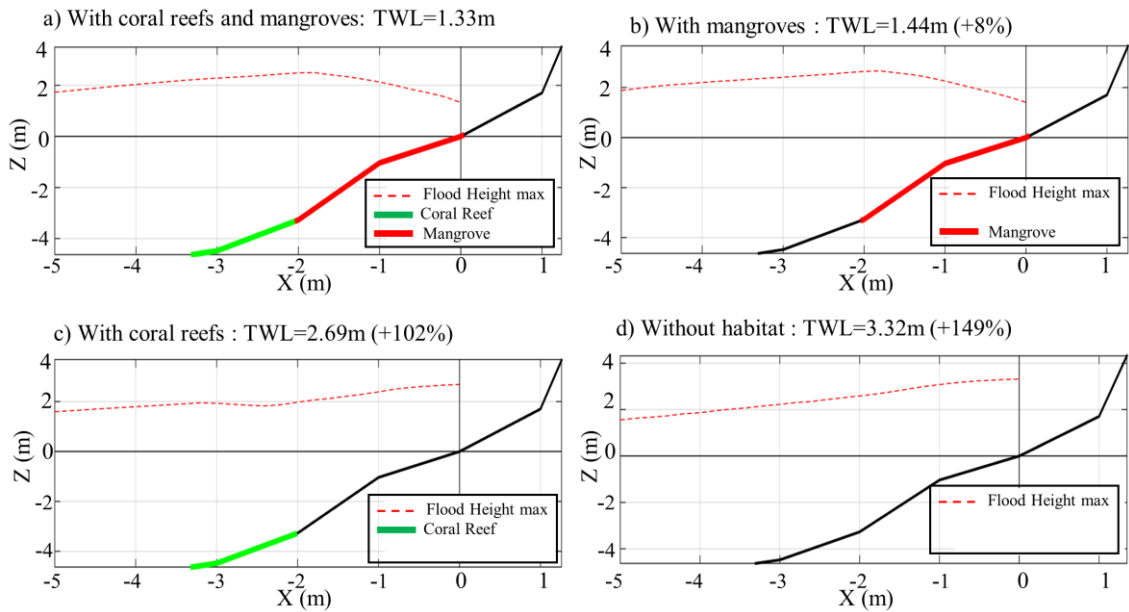 a) With coral reefs and mangroves: TWL=1.33m
b) With mangroves : TWL=1.44m (+8%)
4
2
0
-2
-4
Z (m)
-5
-4
-3
-2
-1
0
1
X (m)
Flood Height max
Coral Reef
Mangrove
4
2
0
-2
-4
Z (m)
-5
-4
-3
-2
-1
0
1
X (m)
Flood Height max
Mangrove
c) With coral reefs : TWL=2.69m (+102%)
d) Without habitat : TWL=3.32m (+149%)
4
2
0
-2
-4
Z (m)
-5
-4
-3
-2
-1
0
1
X (m)
Flood Height max
Coral Reef
4
2
0
-2
-4
Z (m)
-5
-4
-3
-2
-1
0
1
X (m)
Flood Height max